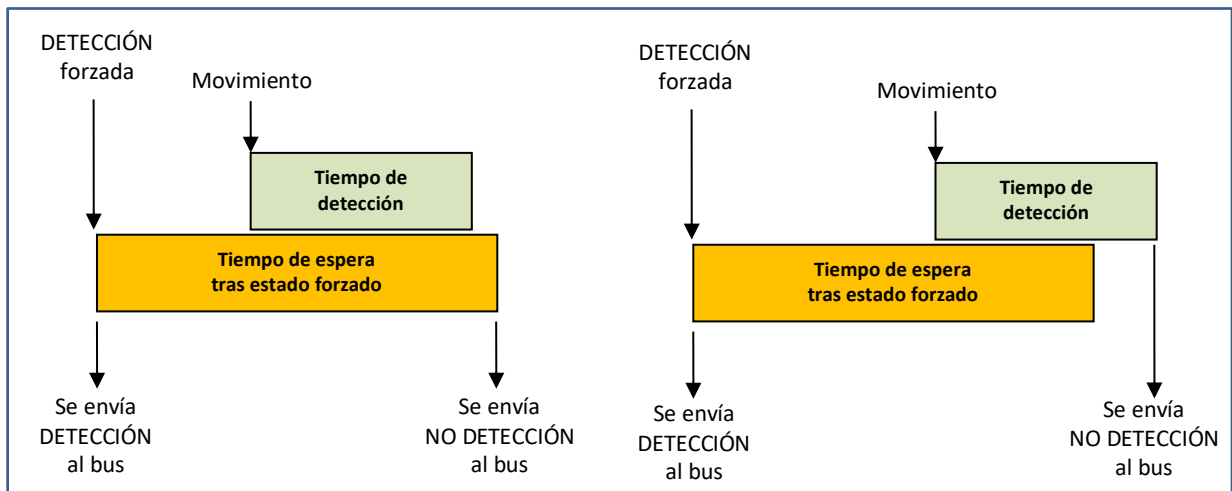 DETECCIÓN
forzada
Movimiento
Tiempo de
detección
Tiempo de espera
tras estado forzado
Se envía
DETECCIÓN
al bus
Se envía
NO DETECCIÓN
al bus
DETECCIÓN
forzada
Movimiento
Tiempo de
detección
Tiempo de espera
tras estado forzado
Se envía
DETECCIÓN
al bus
Se envía
NO DETECCIÓN
al bus